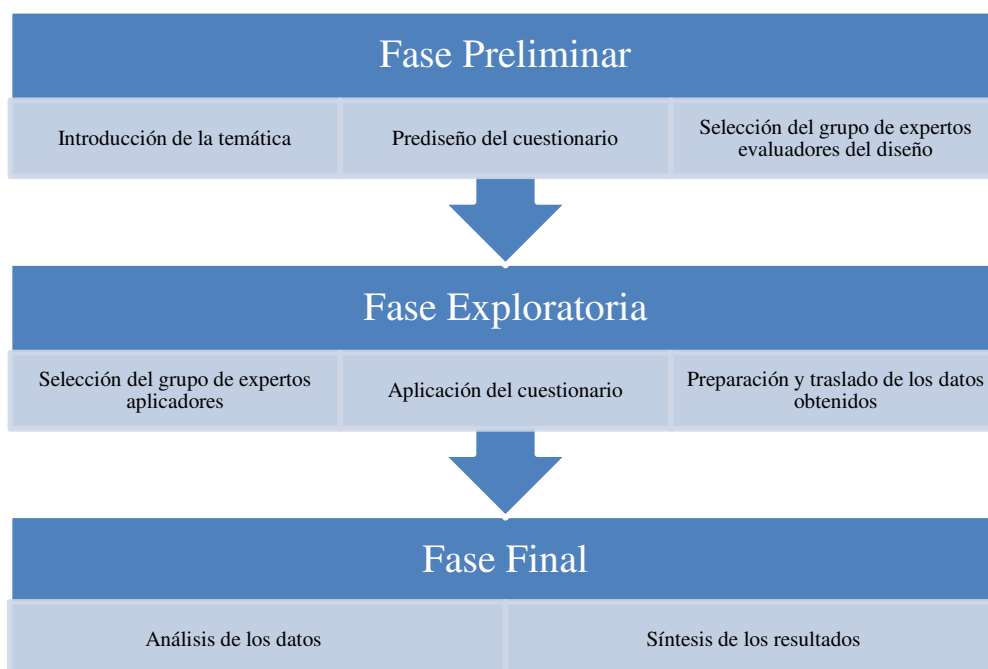 Fase Preliminar
Introducción de la temática
Prediseño del cuestionario
Selección del grupo de expertos
evaluadores del diseño
Fase Exploratoria
Selección del grupo de expertos
aplicadores
Aplicación del cuestionario
Preparación y traslado de los datos
obtenidos
Fase Final
Análisis de los datos
Síntesis de los resultados